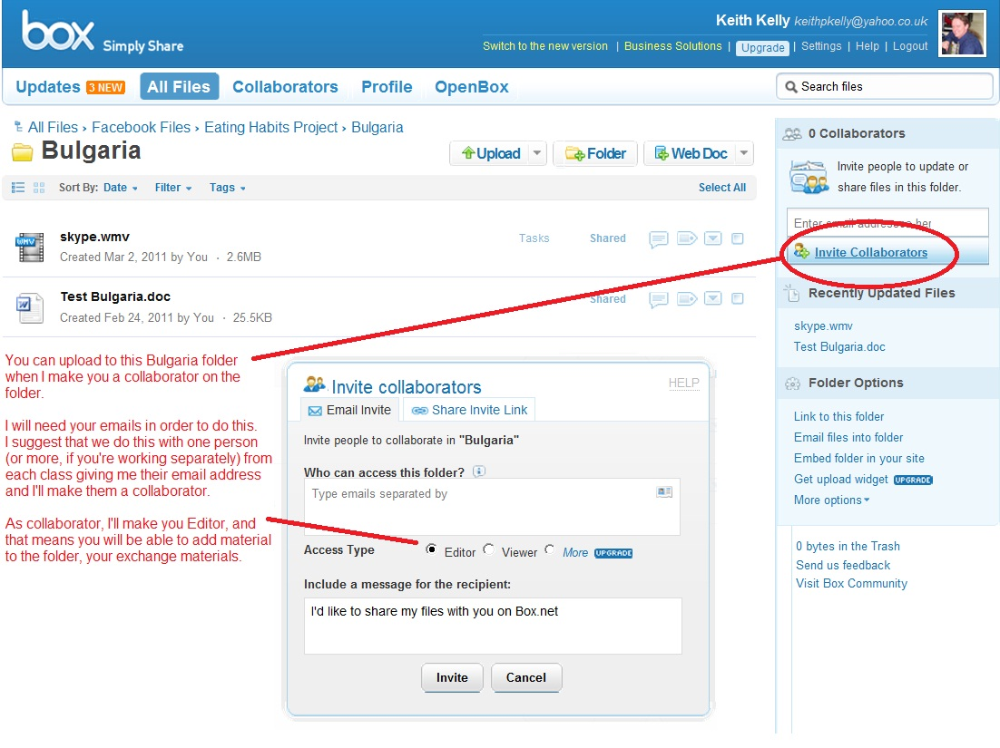 box Simply Share
Keith Kelly keithpkelly@yahoo.co.uk
Switch to the new version | Business Solutions | Upgrade | Settings | Help | Logout
Updates 3 NEW All Files Collaborators Profile OpenBox
Search files
All Files › Facebook Files › Eating Habits Project › Bulgaria
Bulgaria
Upload Folder Web Doc
Sort By: Date Filter Tags Select All
WMV
skype.wmv
Created Mar 2, 2011 by You · 2.6MB
Tasks Shared
W
Test Bulgaria.doc
Created Feb 24, 2011 by You · 25.5KB
Shared
0 Collaborators
Invite people to update or
share files in this folder.
Enter email addresses her
Invite Collaborators
Recently Updated Files
skype.wmv
Test Bulgaria.doc
Folder Options
Link to this folder
Email files into folder
Embed folder in your site
Get upload widget UPGRADE
More options
0 bytes in the Trash
Send us feedback
Visit Box Community
You can upload to this Bulgaria folder
when I make you a collaborator on the
folder.
I will need your emails in order to do this.
I suggest that we do this with one person
(or more, if you're working separately) from
each class giving me their email address
and I'll make them a collaborator.
As collaborator, I'll make you Editor, and
that means you will be able to add material
to the folder, your exchange materials.
Invite collaborators
HELP
Email Invite Share Invite Link
Invite people to collaborate in "Bulgaria"
Who can access this folder?
Type emails separated by
Access Type Editor Viewer More UPGRADE
Include a message for the recipient:
I'd like to share my files with you on Box.net
Invite Cancel